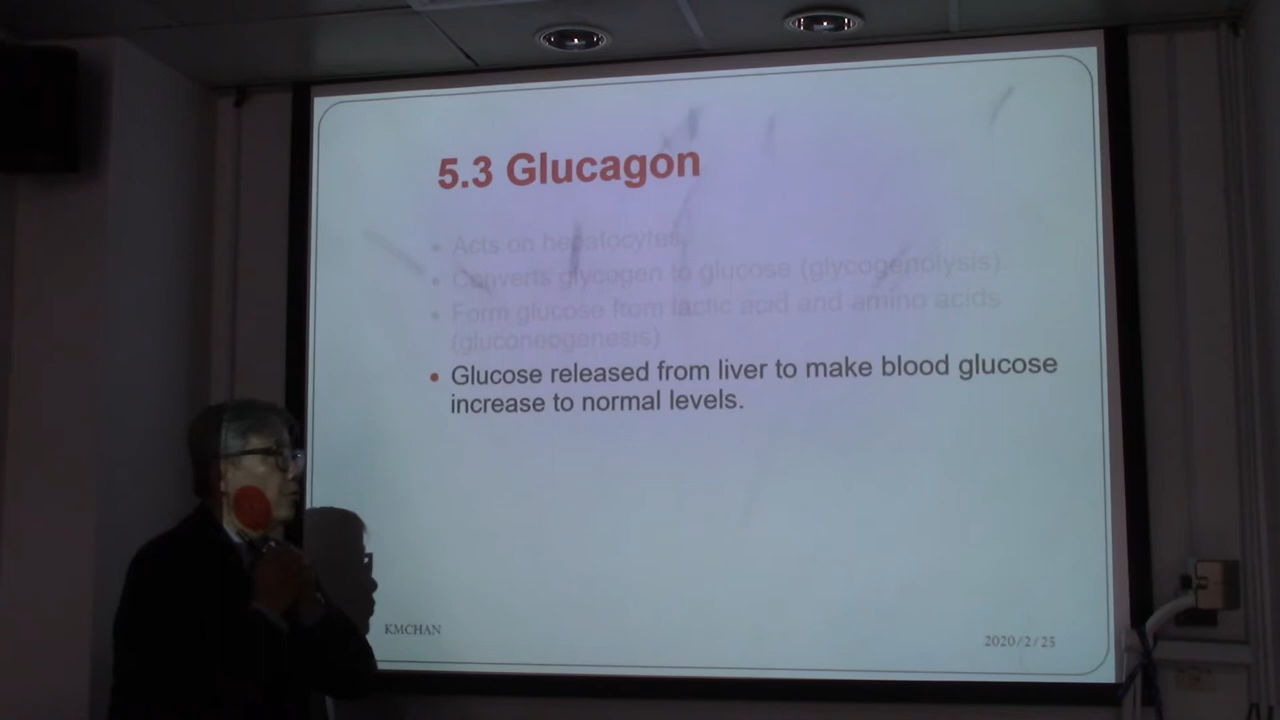 5.3 Glucagon
• Acts on hepatocytes.
• Converts glycogen to glucose (glycogenolysis)
• Form glucose from lactic acid and amino acids
(gluconeogenesis)
• Glucose released from liver to make blood glucose
increase to normal levels.
KMCHAN
2020/2/25